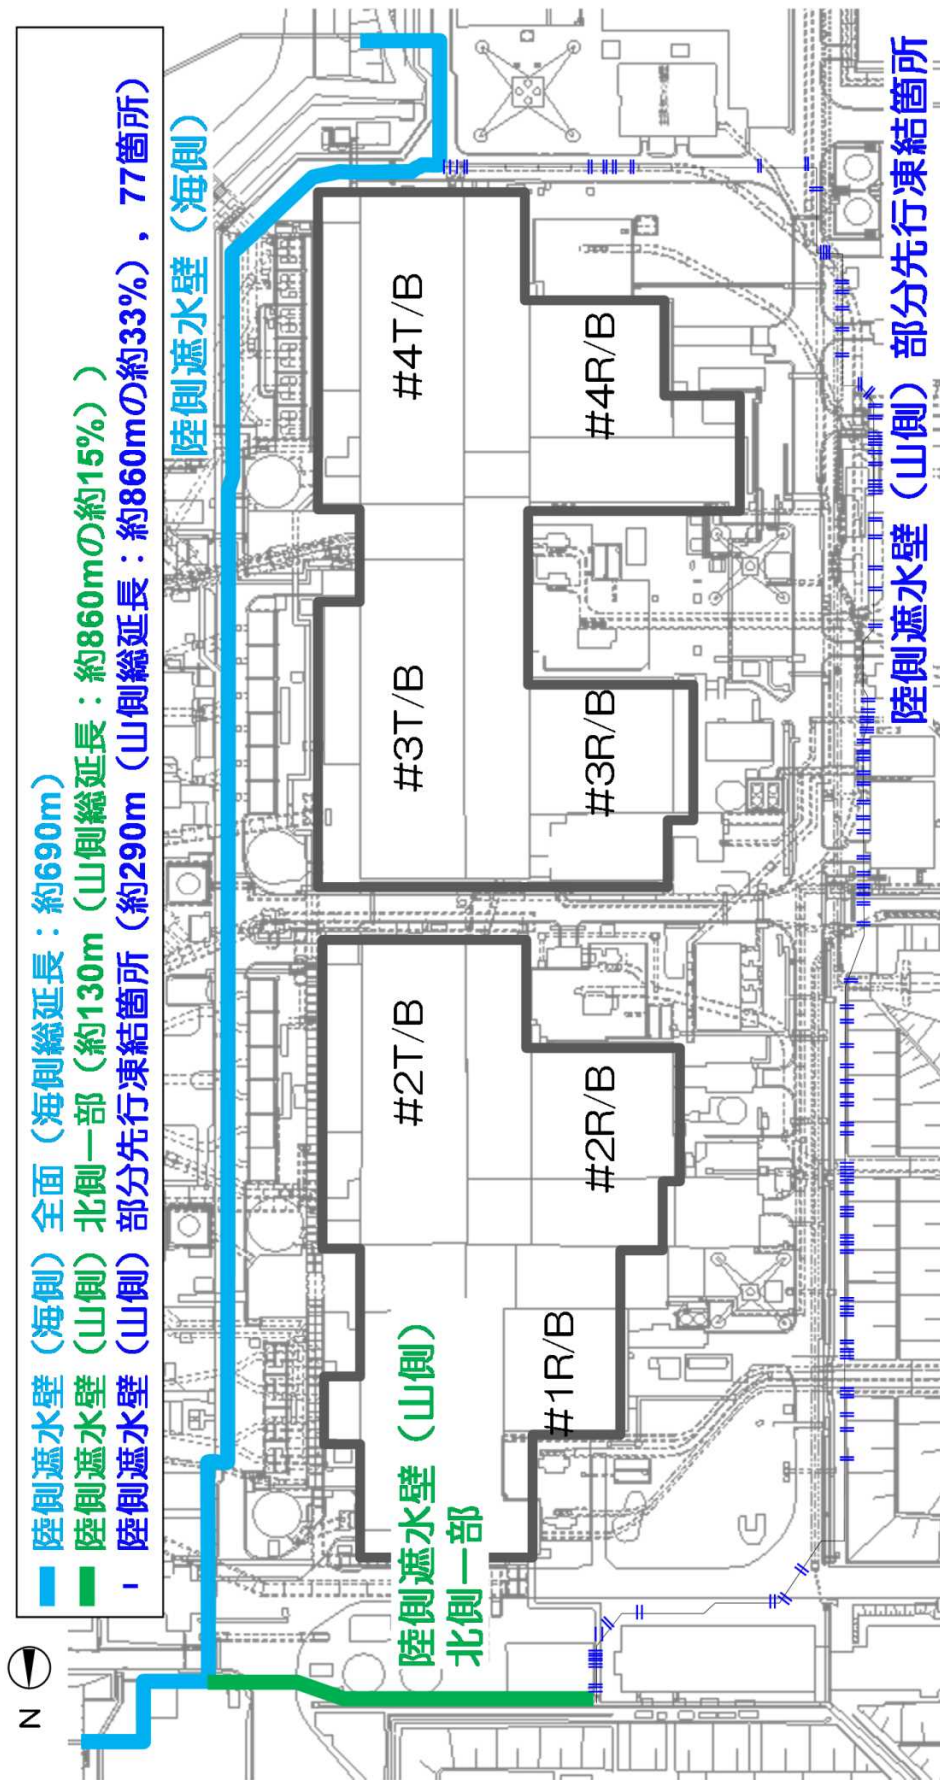 N
陸側遮水壁（海側）全面（海側総延長：約690m）
陸側遮水壁（山側）北側一部（約130m（山側総延長：約860mの約15%））
陸側遮水壁（山側）部分先行凍結箇所（約290m（山側総延長：約860mの約33%），77箇所）
陸側遮水壁（海側）
#2T/B
#3T/B
#4T/B
陸側遮水壁（山側）
北側一部
#1R/B
#2R/B
#3R/B
#4R/B
陸側遮水壁（山側）部分先行凍結箇所